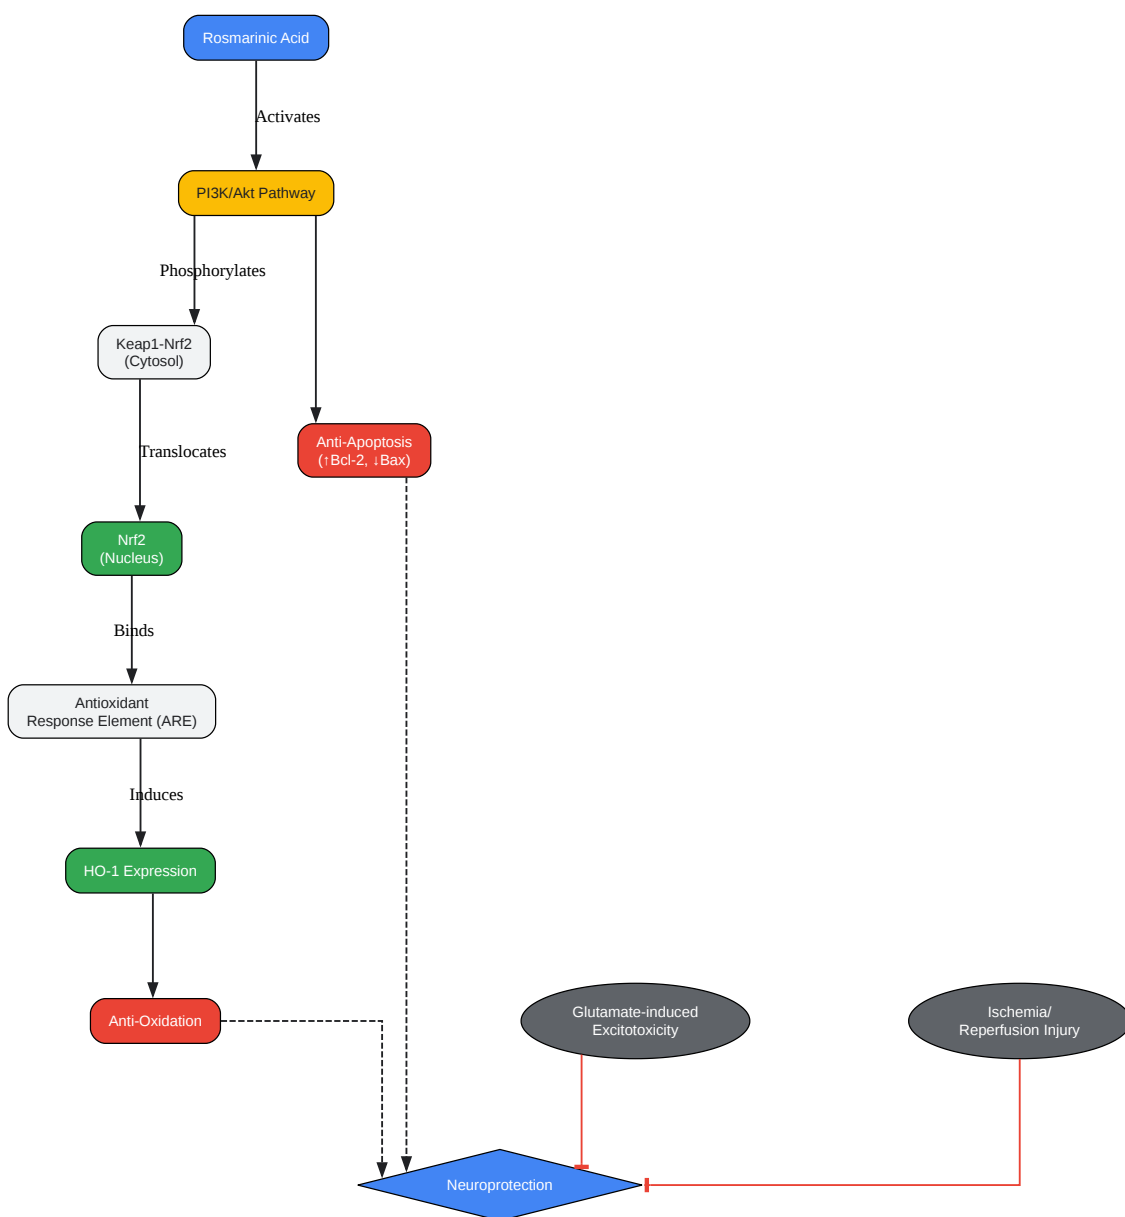 Rosmarinic Acid
Activates
PI3K/Akt Pathway
Phosphorylates
Keap1-Nrf2
(Cytosol)
Translocates
Anti-Apoptosis
(↑Bcl-2, ↓Bax)
Nrf2
(Nucleus)
Binds
Antioxidant
Response Element (ARE)
Induces
HO-1 Expression
Anti-Oxidation
Glutamate-induced
Excitotoxicity
Ischemia/
Reperfusion Injury
Neuroprotection